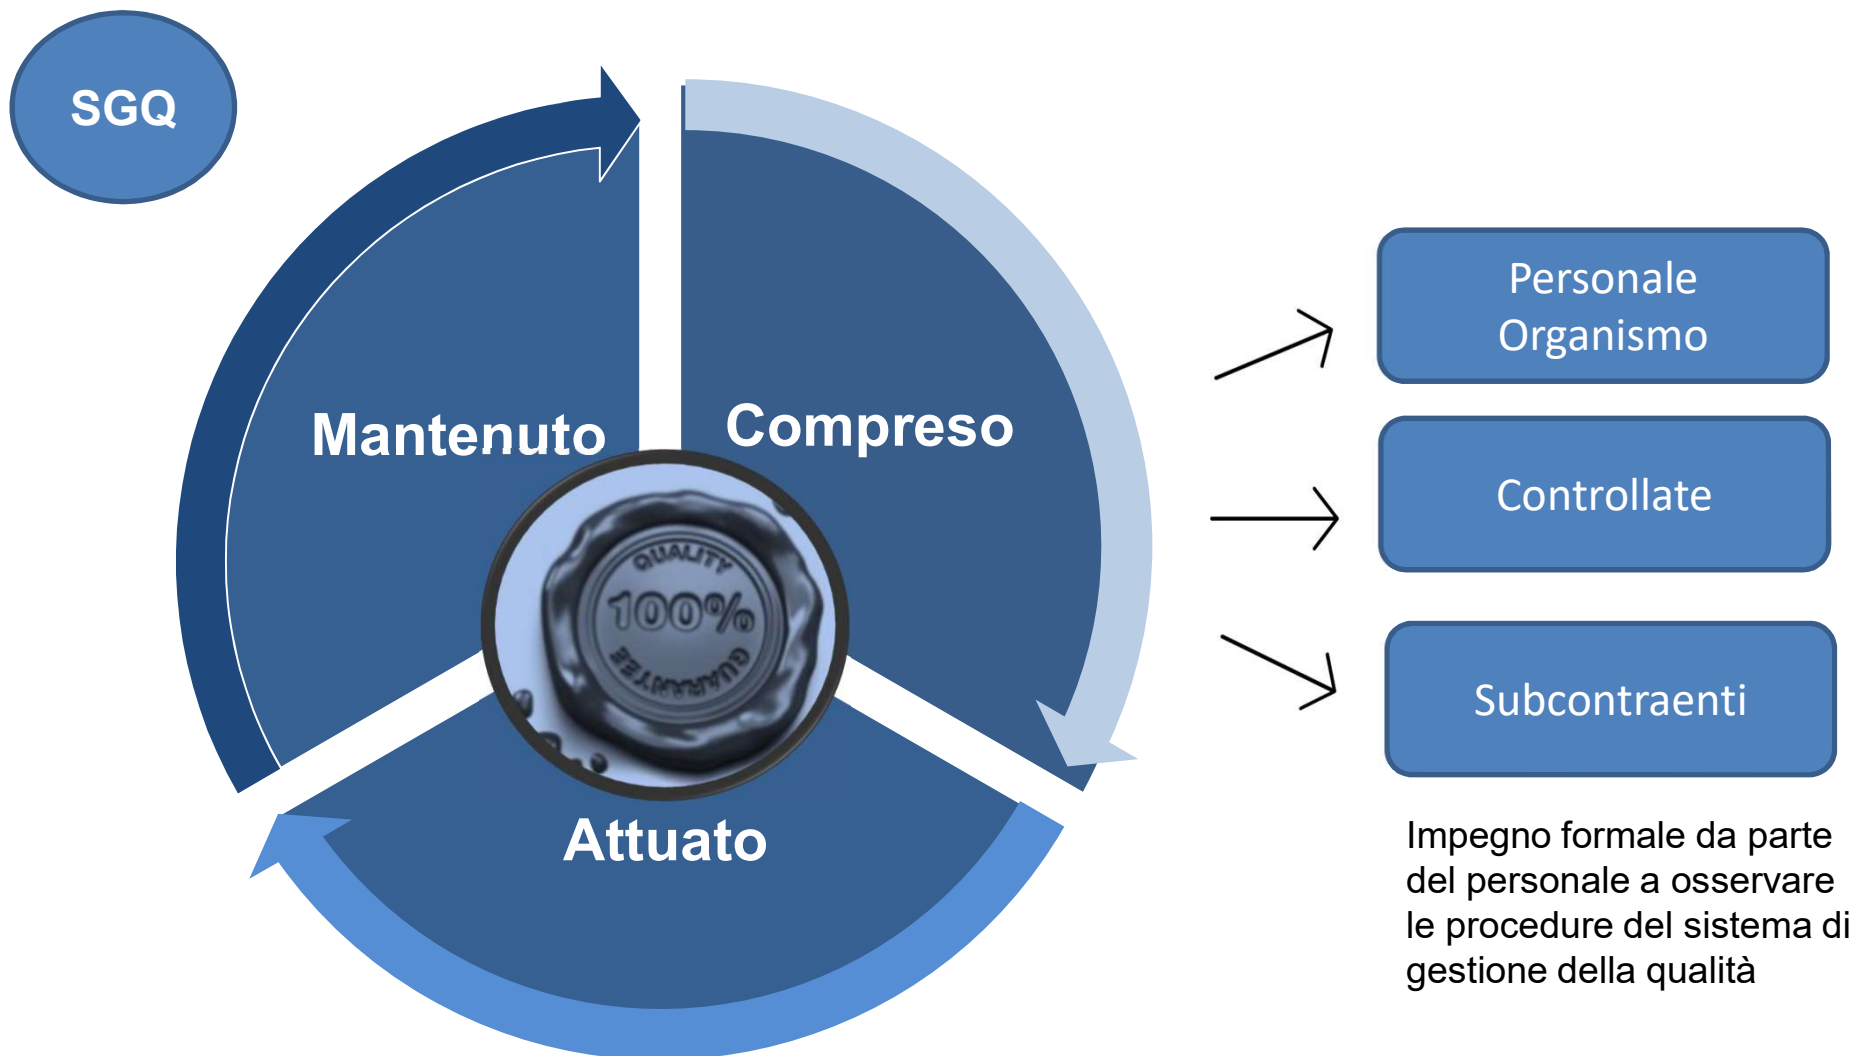 SGQ
Mantenuto
Compreso
Attuato
QUALITY
100%
GUARANTEE
Personale
Organismo
Controllate
Subcontraenti
Impegno formale da parte
del personale a osservare
le procedure del sistema di
gestione della qualità